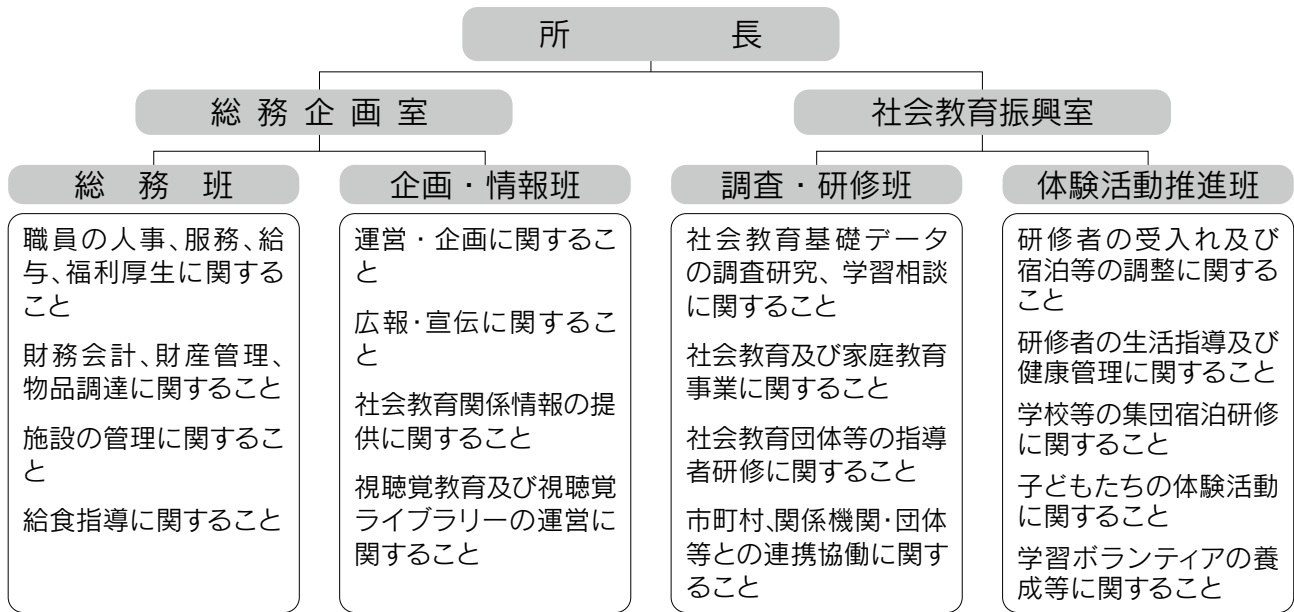 所長
総務企画室
社会教育振興室
総務班
企画・情報班
調査・研修班
体験活動推進班
職員の人事、服務、給
与、福利厚生に関する
こと
財務会計、財産管理、
物品調達に関すること
施設の管理に関するこ
と
給食指導に関すること
運営・企画に関するこ
と
広報・宣伝に関するこ
と
社会教育関係情報の提
供に関すること
視聴覚教育及び視聴覚
ライブラリーの運営に
関すること
社会教育基礎データ
の調査研究、学習相談
に関すること
社会教育及び家庭教育
事業に関すること
社会教育団体等の指導
者研修に関すること
市町村、関係機関・団体
等との連携協働に関す
ること
研修者の受入れ及び
宿泊等の調整に関する
こと
研修者の生活指導及び
健康管理に関すること
学校等の集団宿泊研修
に関すること
子どもたちの体験活動
に関すること
学習ボランティアの養
成等に関すること